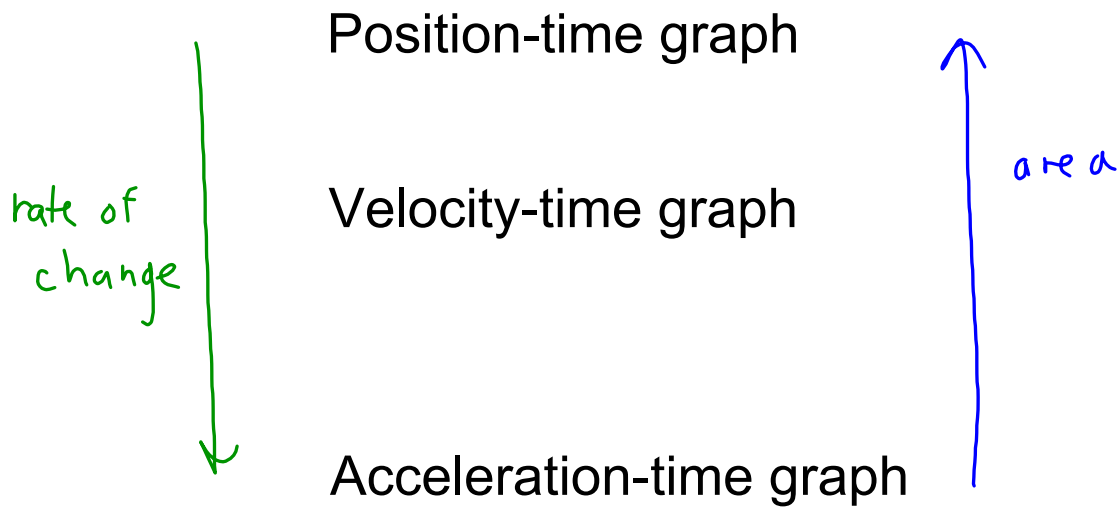 Position-time graph
area
rate of
change
Velocity-time graph
Acceleration-time graph